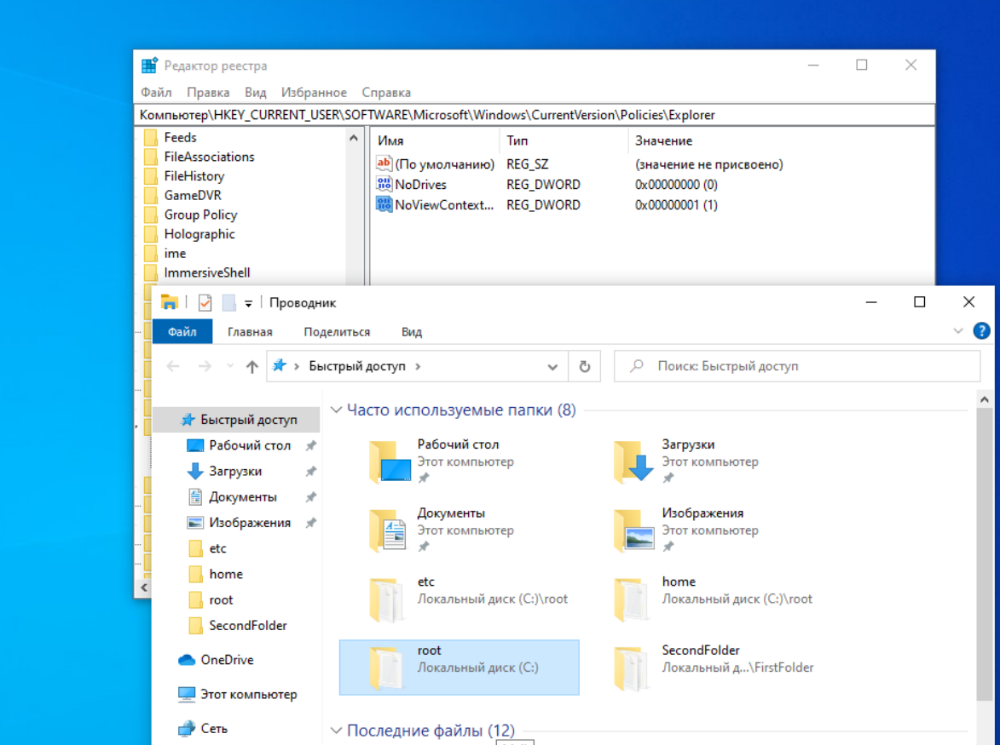 Редактор реестра
Файл Правка Вид Избранное Справка
Компьютер\HKEY_CURRENT_USER\SOFTWARE\Microsoft\Windows\CurrentVersion\Policies\Explorer
Feeds
FileAssociations
FileHistory
GameDVR
Group Policy
Holographic
ime
ImmersiveShell
Имя Тип Значение
(По умолчанию) REG_SZ (значение не присвоено)
NoDrives REG_DWORD 0x00000000 (0)
NoViewContext... REG_DWORD 0x00000001 (1)
Проводник
Файл Главная Поделиться Вид
Быстрый доступ
Поиск: Быстрый доступ
Быстрый доступ
Рабочий стол
Загрузки
Документы
Изображения
etc
home
root
SecondFolder
OneDrive
Этот компьютер
Сеть
Часто используемые папки (8)
Рабочий стол
Этот компьютер
Загрузки
Этот компьютер
Документы
Этот компьютер
Изображения
Этот компьютер
etc
Локальный диск (C:)\root
home
Локальный диск (C:)\root
root
Локальный диск (C:)
SecondFolder
Локальный д...\FirstFolder
Последние файлы (12)